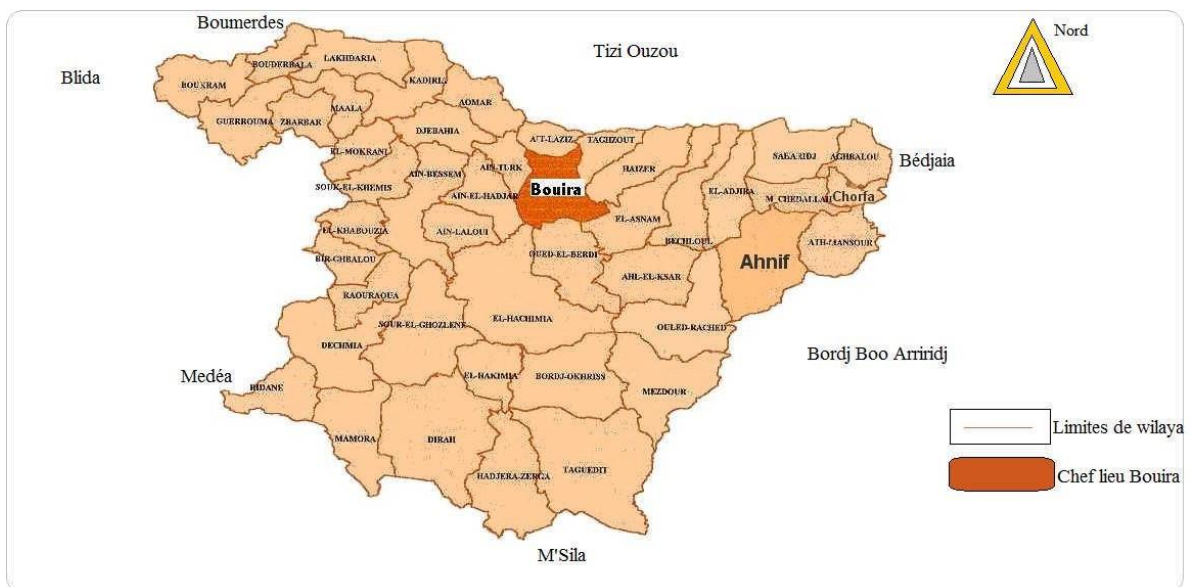 Boumerdes
Nord
Tizi Ouzou
Blida
BOUDERBALA
LAKHDARIA
KADIRIA
BOUKRAM
AOMAR
MAALA
GUERROUMA
ZBARBAR
DJEBAHIA
AIT-LAZIZ
TAGHZOUT
EL-MOKRANI
SAHARIDJ
AGHBALOU
Bédjaia
AIN-TURK
HAIZER
AIN-BESSEM
SOUK-EL-KHEMIS
Bouira
EL-ADJIBA
M_CHEDALLAH
Chorfa
AIN-EL-HADJAR
EL-ASNAM
EL-KHABOUZIA
AIN-LALOUI
BECHLOUL
ATH-MANSOUR
OUED-EL-BERDI
BIR-GHBALOU
Ahnif
AHL-EL-KSAR
RAOURAOUA
SOUR-EL-GHOZLENE
EL-HACHIMIA
OULED-RACHED
DECHMIA
Bordj Boo Arriridj
Medéa
RIDANE
EL-HAKIMIA
BORDJ-OKHRISS
MEZDOUR
MAMORA
DIRAH
Limites de wilaya
TAGUEDIT
HADJERA-ZERGA
Chef lieu Bouira
M'Sila